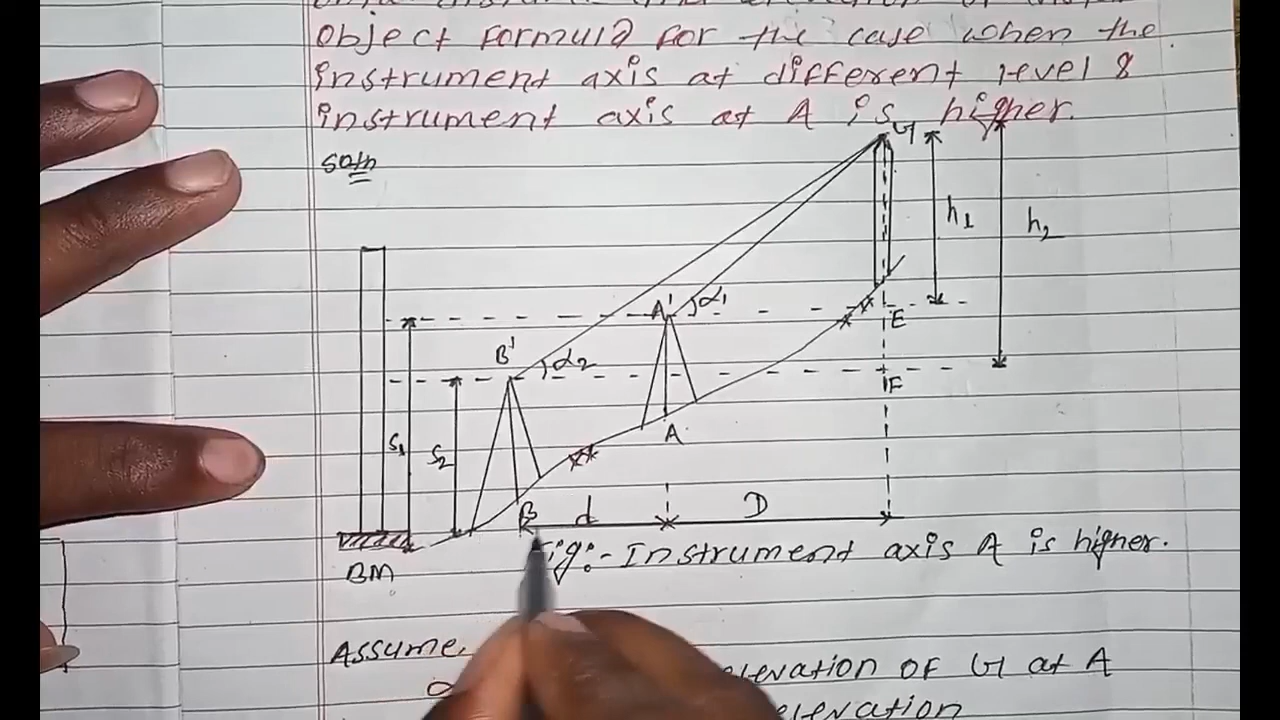 object formula for the case when the
instrument axis at different level &
instrument axis at A is higher.
Soln
G
h1
h2
A'
α1
E
B'
α2
F
S1
S2
A
B
d
D
Fig:- Instrument axis A is higher.
BM
Assume,
elevation of G at A
elevation